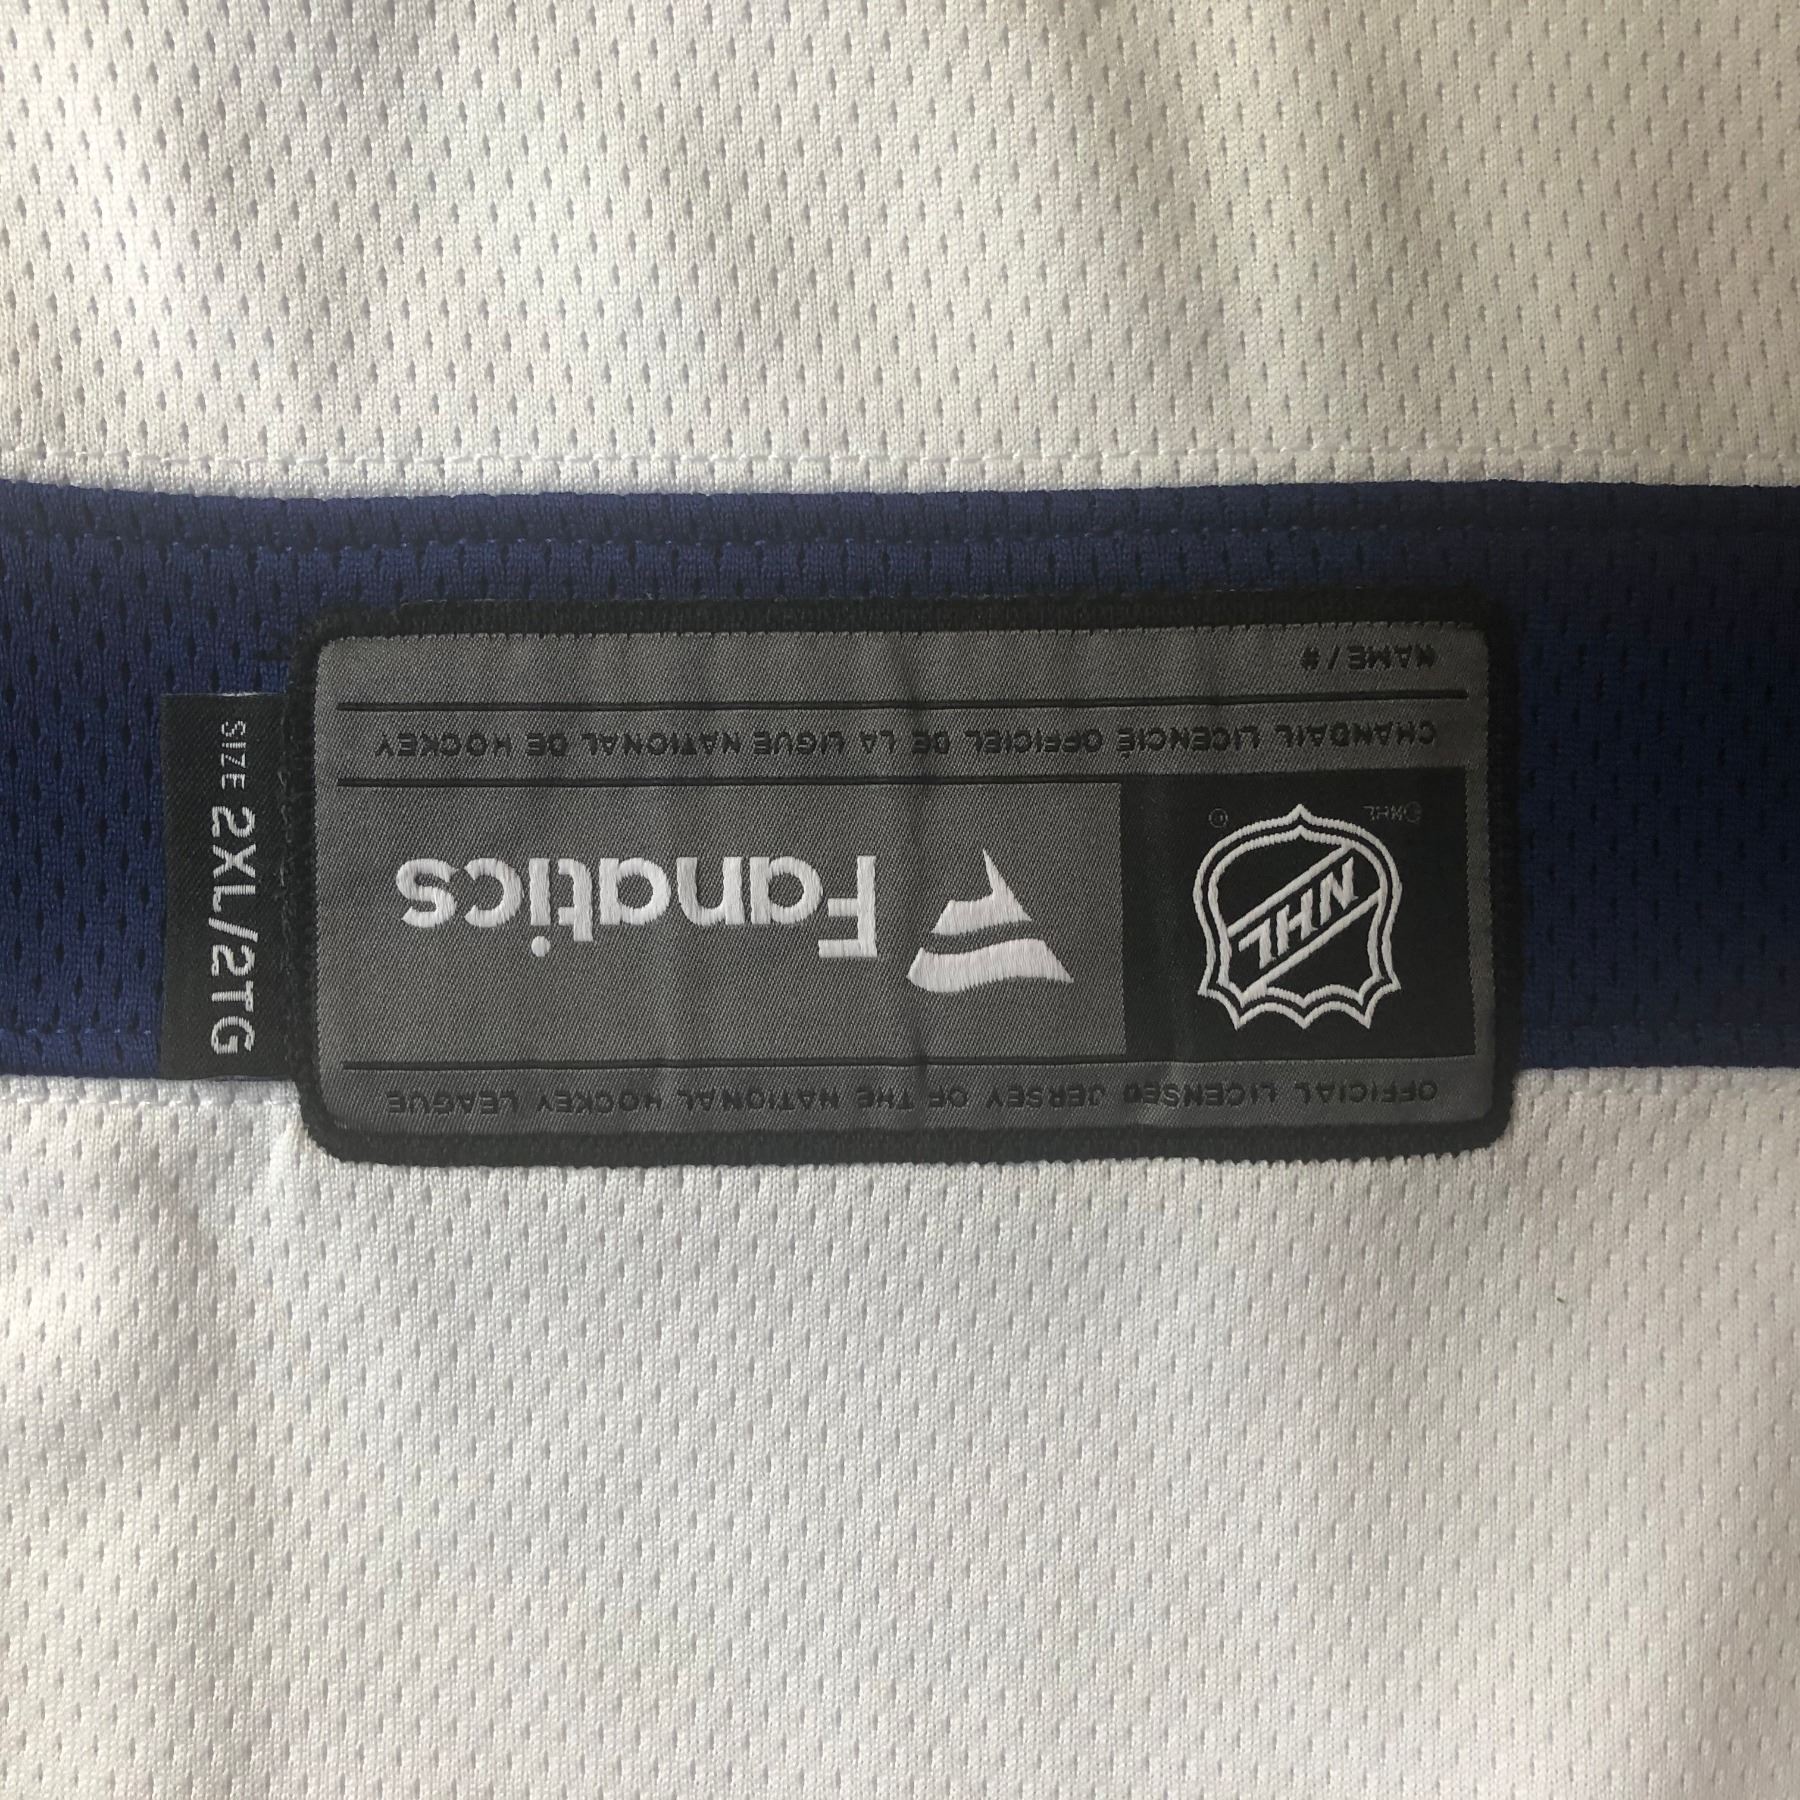 OFFICIAL LICENSED JERSEY OF THE NATIONAL HOCKEY LEAGUE
NHL
©NHL
Fanatics
CHANDAIL LICENCIÉ OFFICIEL DE LA LIGUE NATIONAL DE HOCKEY
NAME / #
SIZE 2XL/2TG